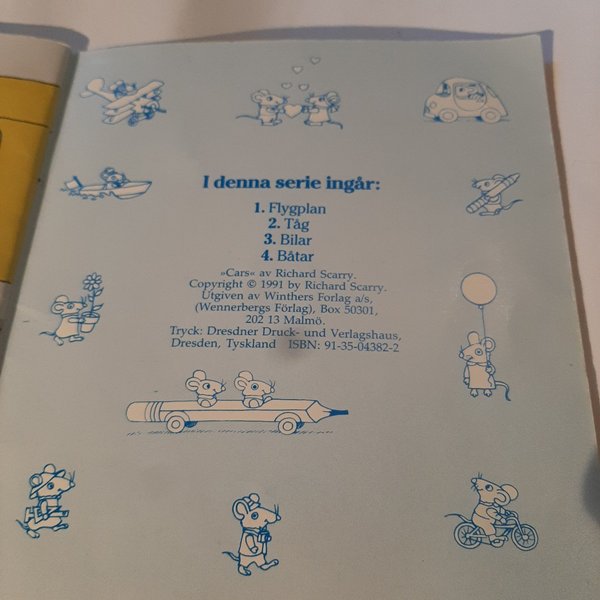 I denna serie ingår:
1. Flygplan
2. Tåg
3. Bilar
4. Båtar
»Cars« av Richard Scarry.
Copyright © 1991 by Richard Scarry.
Utgiven av Winthers Forlag a/s,
(Wennerbergs Förlag), Box 50301,
202 13 Malmö.
Tryck: Dresdner Druck- und Verlagshaus,
Dresden, Tyskland ISBN: 91-35-04382-2